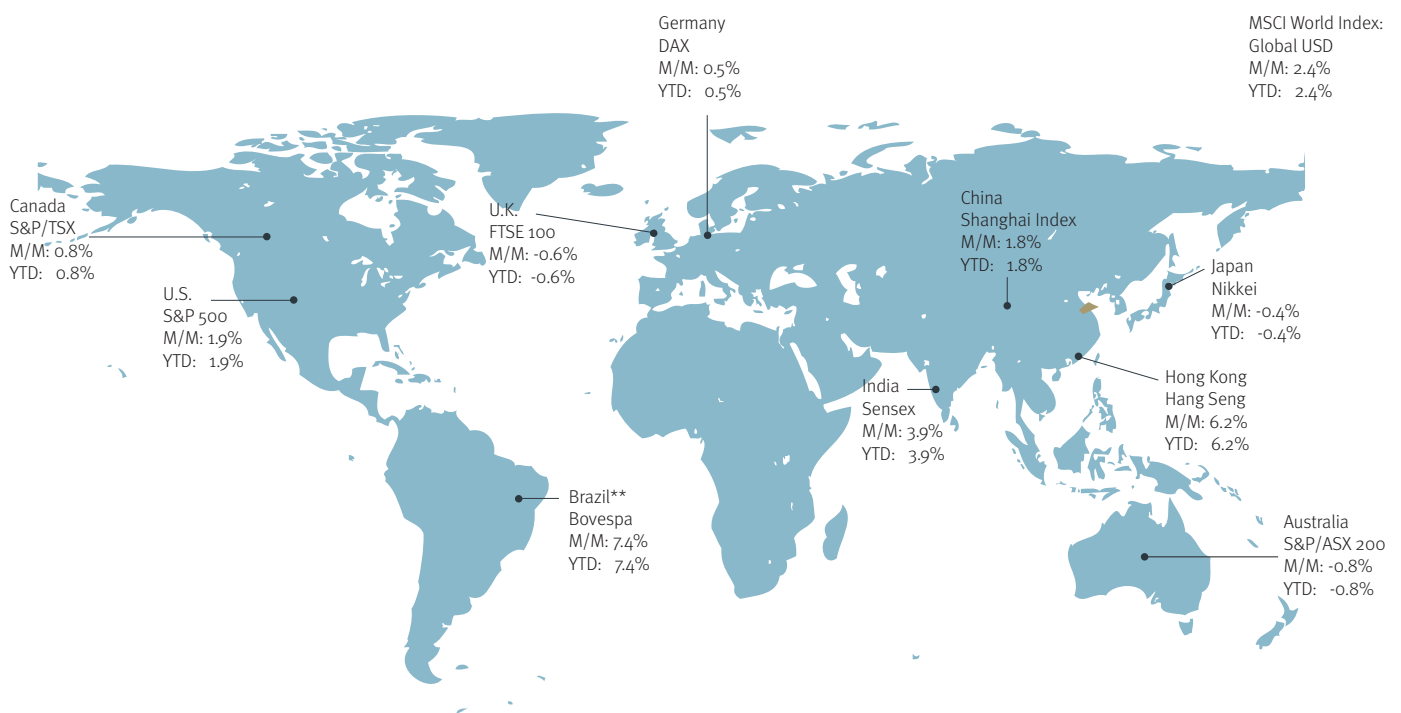 Germany
DAX
M/M: 0.5%
YTD: 0.5%
MSCI World Index:
Global USD
M/M: 2.4%
YTD: 2.4%
Canada
S&P/TSX
M/M: 0.8%
YTD: 0.8%
U.K.
FTSE 100
M/M: -0.6%
YTD: -0.6%
China
Shanghai Index
M/M: 1.8%
YTD: 1.8%
U.S.
S&P 500
M/M: 1.9%
YTD: 1.9%
Japan
Nikkei
M/M: -0.4%
YTD: -0.4%
India
Sensex
M/M: 3.9%
YTD: 3.9%
Hong Kong
Hang Seng
M/M: 6.2%
YTD: 6.2%
Brazil**
Bovespa
M/M: 7.4%
YTD: 7.4%
Australia
S&P/ASX 200
M/M: -0.8%
YTD: -0.8%